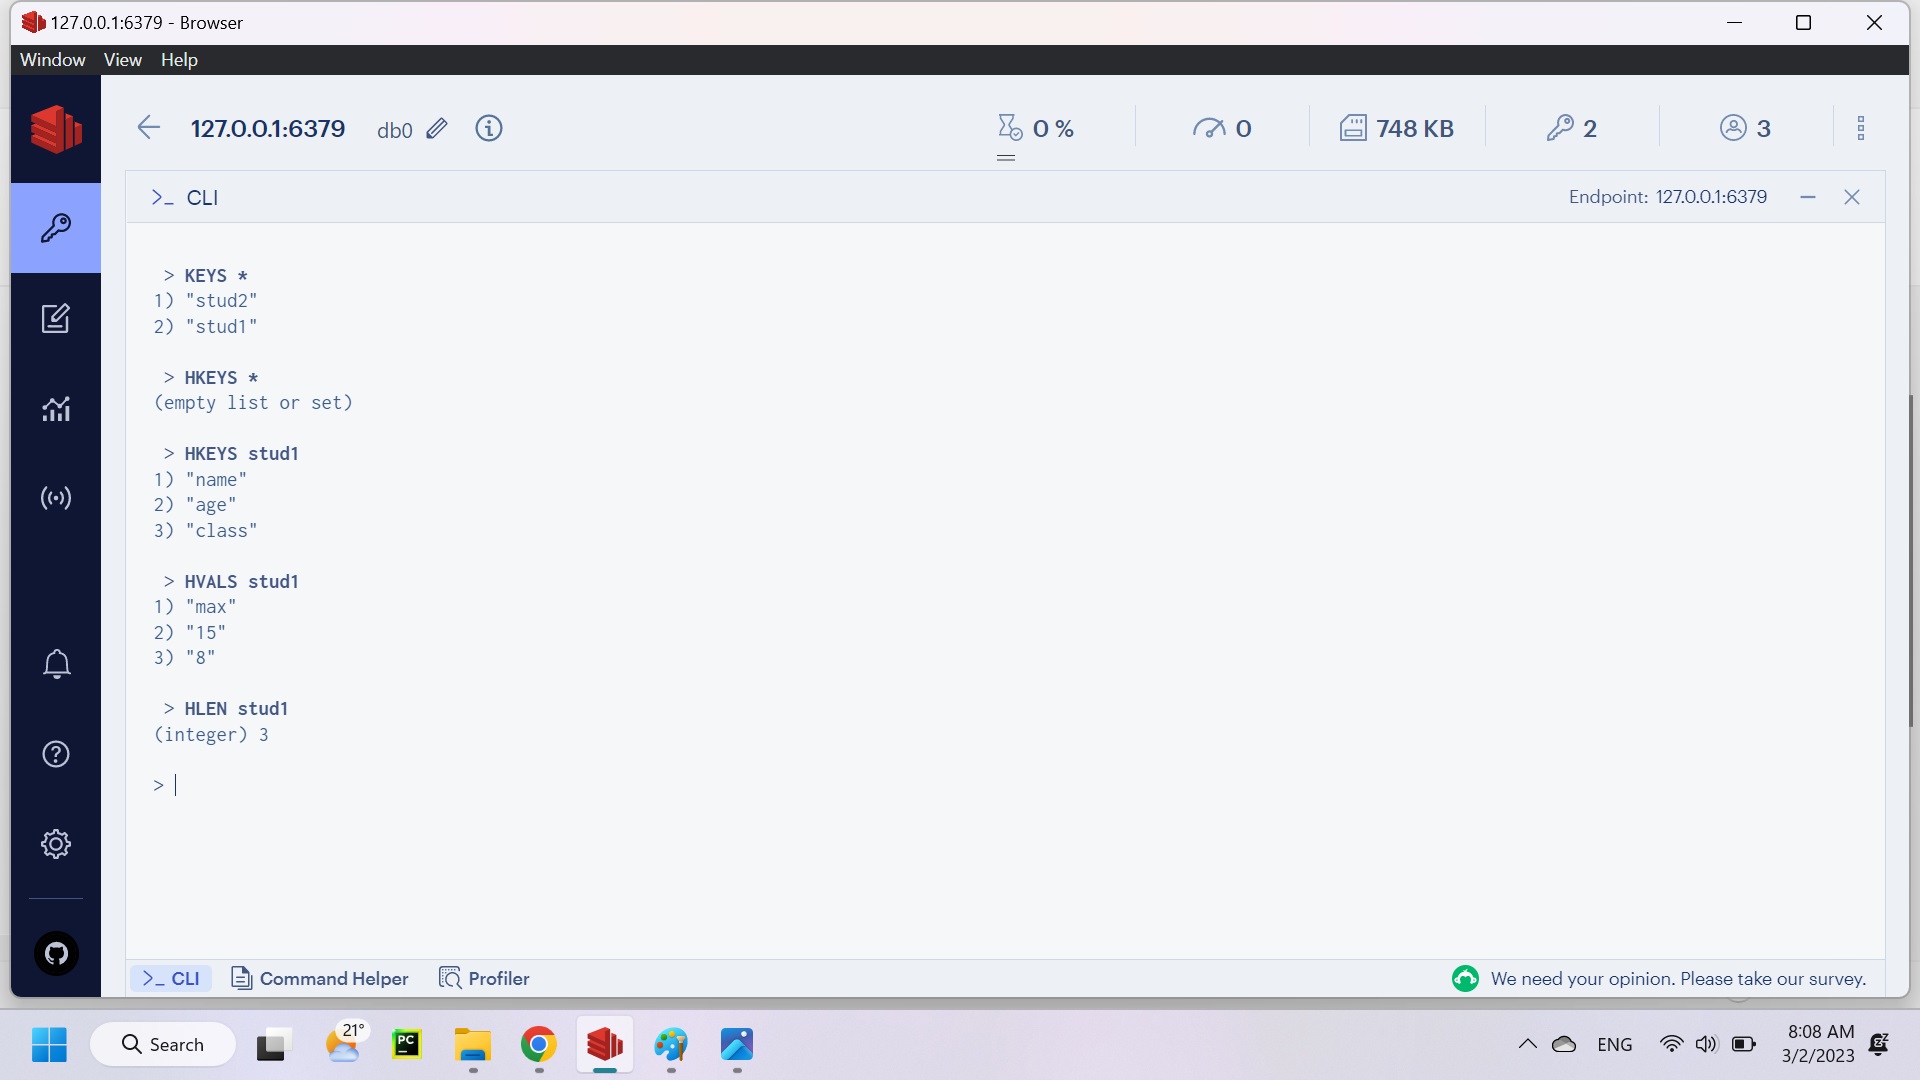 127.0.0.1:6379 - Browser
Window View Help
127.0.0.1:6379 db0 0 % 0 748 KB 2 3
>_ CLI Endpoint: 127.0.0.1:6379
> KEYS *
1) "stud2"
2) "stud1"
> HKEYS *
(empty list or set)
> HKEYS stud1
1) "name"
2) "age"
3) "class"
> HVALS stud1
1) "max"
2) "15"
3) "8"
> HLEN stud1
(integer) 3
>
>_ CLI Command Helper Profiler We need your opinion. Please take our survey.
Search 21° PC ENG 8:08 AM
3/2/2023